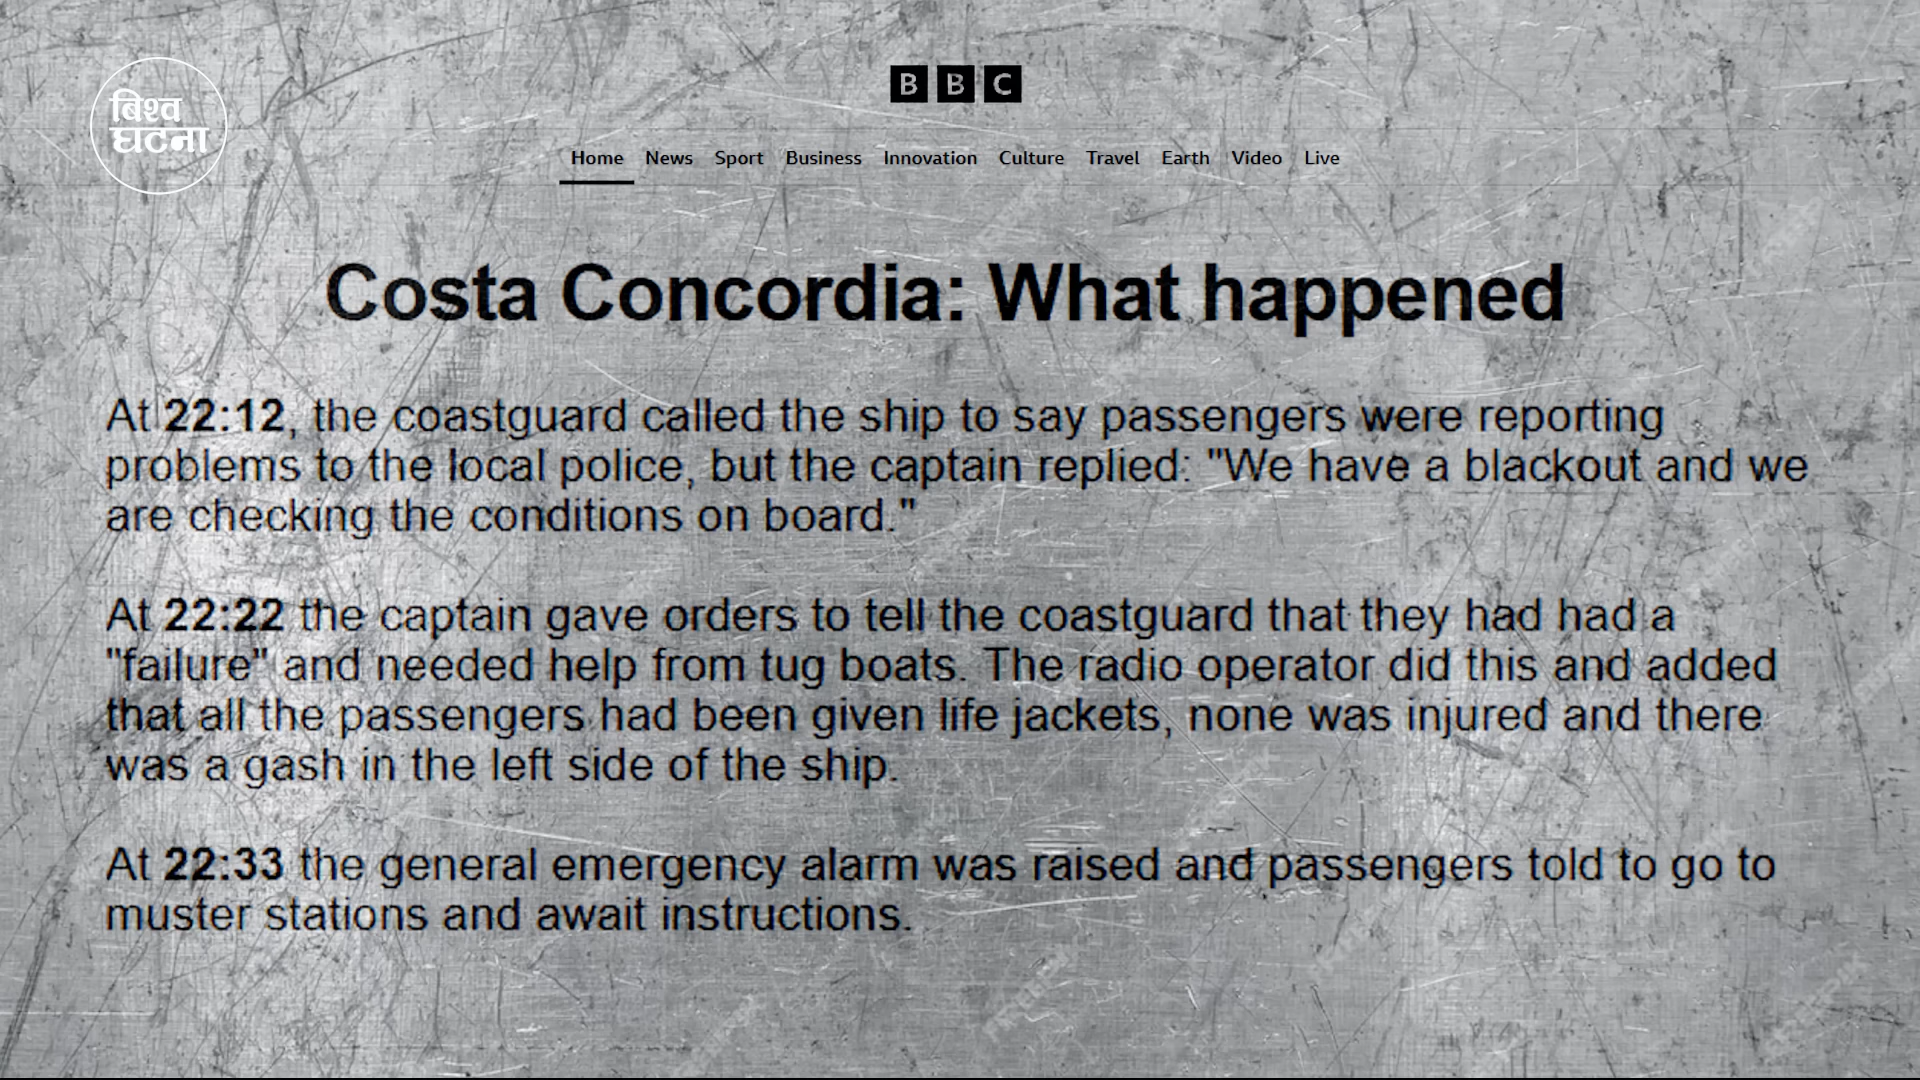 बिश्व
घटना
BBC
Home News Sport Business Innovation Culture Travel Earth Video Live
Costa Concordia: What happened
At 22:12, the coastguard called the ship to say passengers were reporting
problems to the local police, but the captain replied: "We have a blackout and we
are checking the conditions on board."
At 22:22 the captain gave orders to tell the coastguard that they had had a
"failure" and needed help from tug boats. The radio operator did this and added
that all the passengers had been given life jackets, none was injured and there
was a gash in the left side of the ship.
At 22:33 the general emergency alarm was raised and passengers told to go to
muster stations and await instructions.